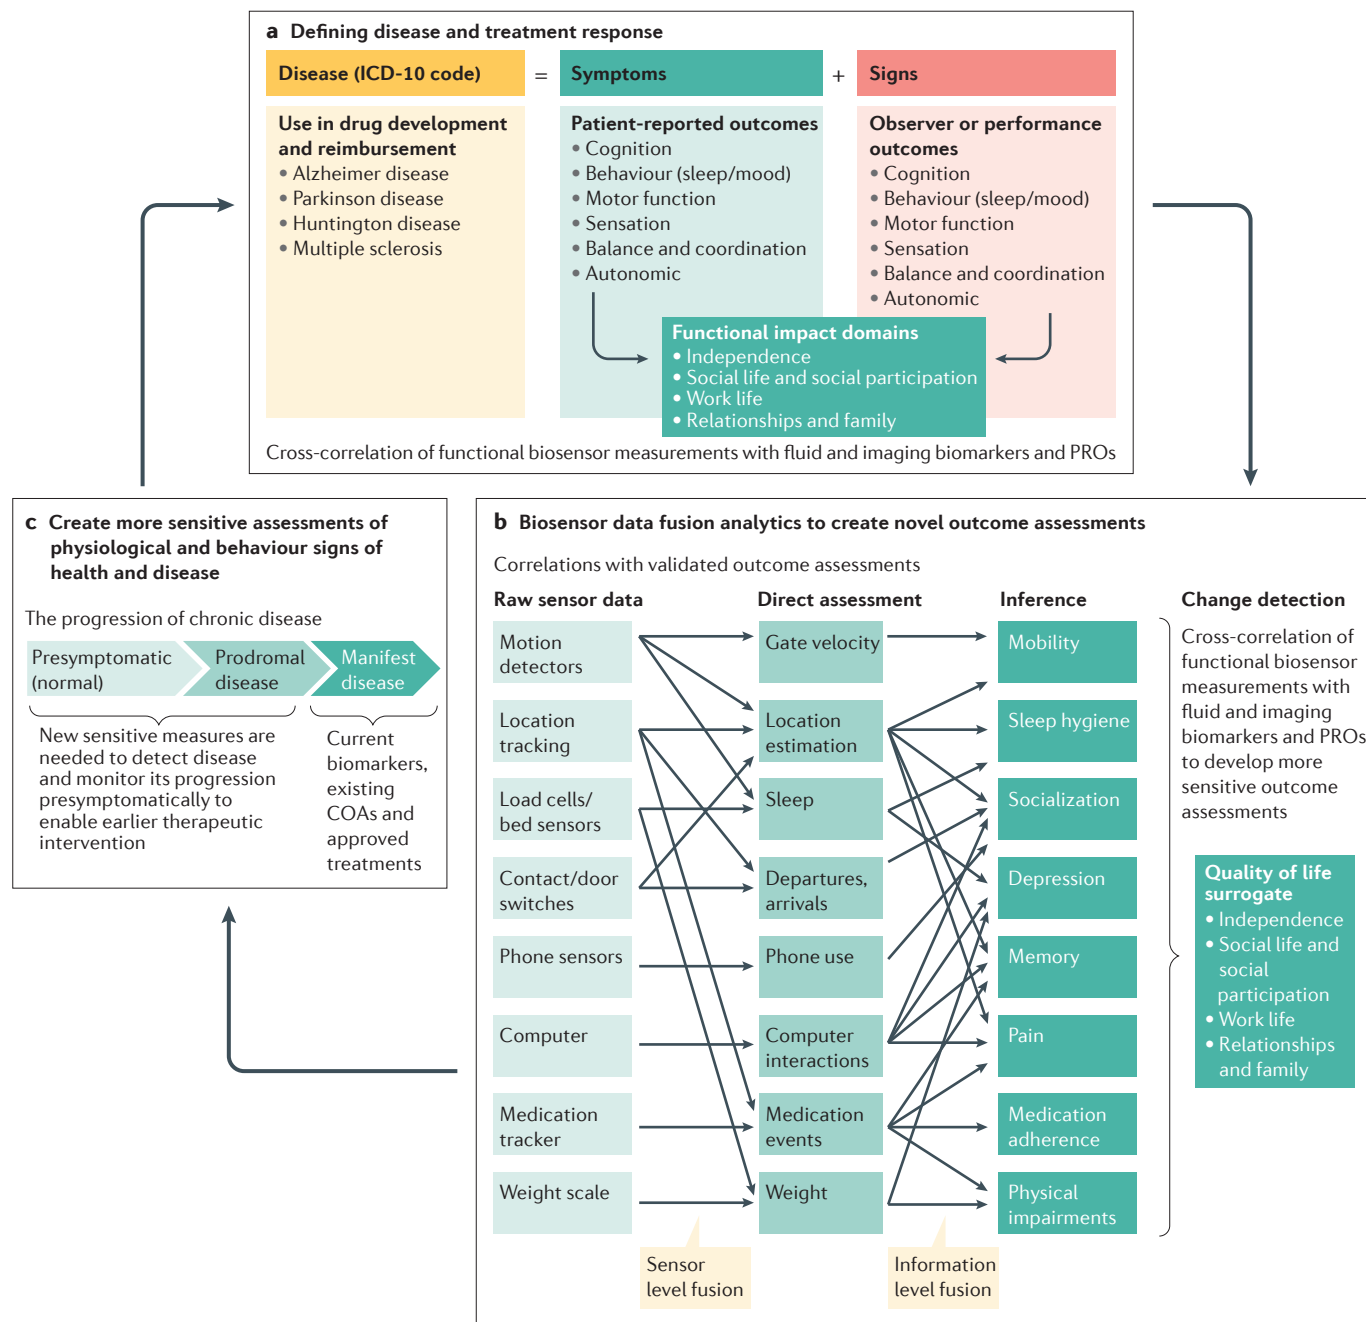 a Defining disease and treatment response
Disease (ICD-10 code)
=
Symptoms
+
Signs
Use in drug development
and reimbursement
• Alzheimer disease
• Parkinson disease
• Huntington disease
• Multiple sclerosis
Patient-reported outcomes
• Cognition
• Behaviour (sleep/mood)
• Motor function
• Sensation
• Balance and coordination
• Autonomic
Observer or performance
outcomes
• Cognition
• Behaviour (sleep/mood)
• Motor function
• Sensation
• Balance and coordination
• Autonomic
Functional impact domains
• Independence
• Social life and social participation
• Work life
• Relationships and family
Cross-correlation of functional biosensor measurements with fluid and imaging biomarkers and PROs
c Create more sensitive assessments of
physiological and behaviour signs of
health and disease
The progression of chronic disease
Presymptomatic
(normal)
Prodromal
disease
Manifest
disease
New sensitive measures are
needed to detect disease
and monitor its progression
presymptomatically to
enable earlier therapeutic
intervention
Current
biomarkers,
existing
COAs and
approved
treatments
b Biosensor data fusion analytics to create novel outcome assessments
Correlations with validated outcome assessments
Raw sensor data
Motion
detectors
Location
tracking
Load cells/
bed sensors
Contact/door
switches
Phone sensors
Computer
Medication
tracker
Weight scale
Direct assessment
Gate velocity
Location
estimation
Sleep
Departures,
arrivals
Phone use
Computer
interactions
Medication
events
Weight
Inference
Mobility
Sleep hygiene
Socialization
Depression
Memory
Pain
Medication
adherence
Physical
impairments
Sensor
level fusion
Information
level fusion
Change detection
Cross-correlation of
functional biosensor
measurements with
fluid and imaging
biomarkers and PROs
to develop more
sensitive outcome
assessments
Quality of life
surrogate
• Independence
• Social life and
social
participation
• Work life
• Relationships
and family